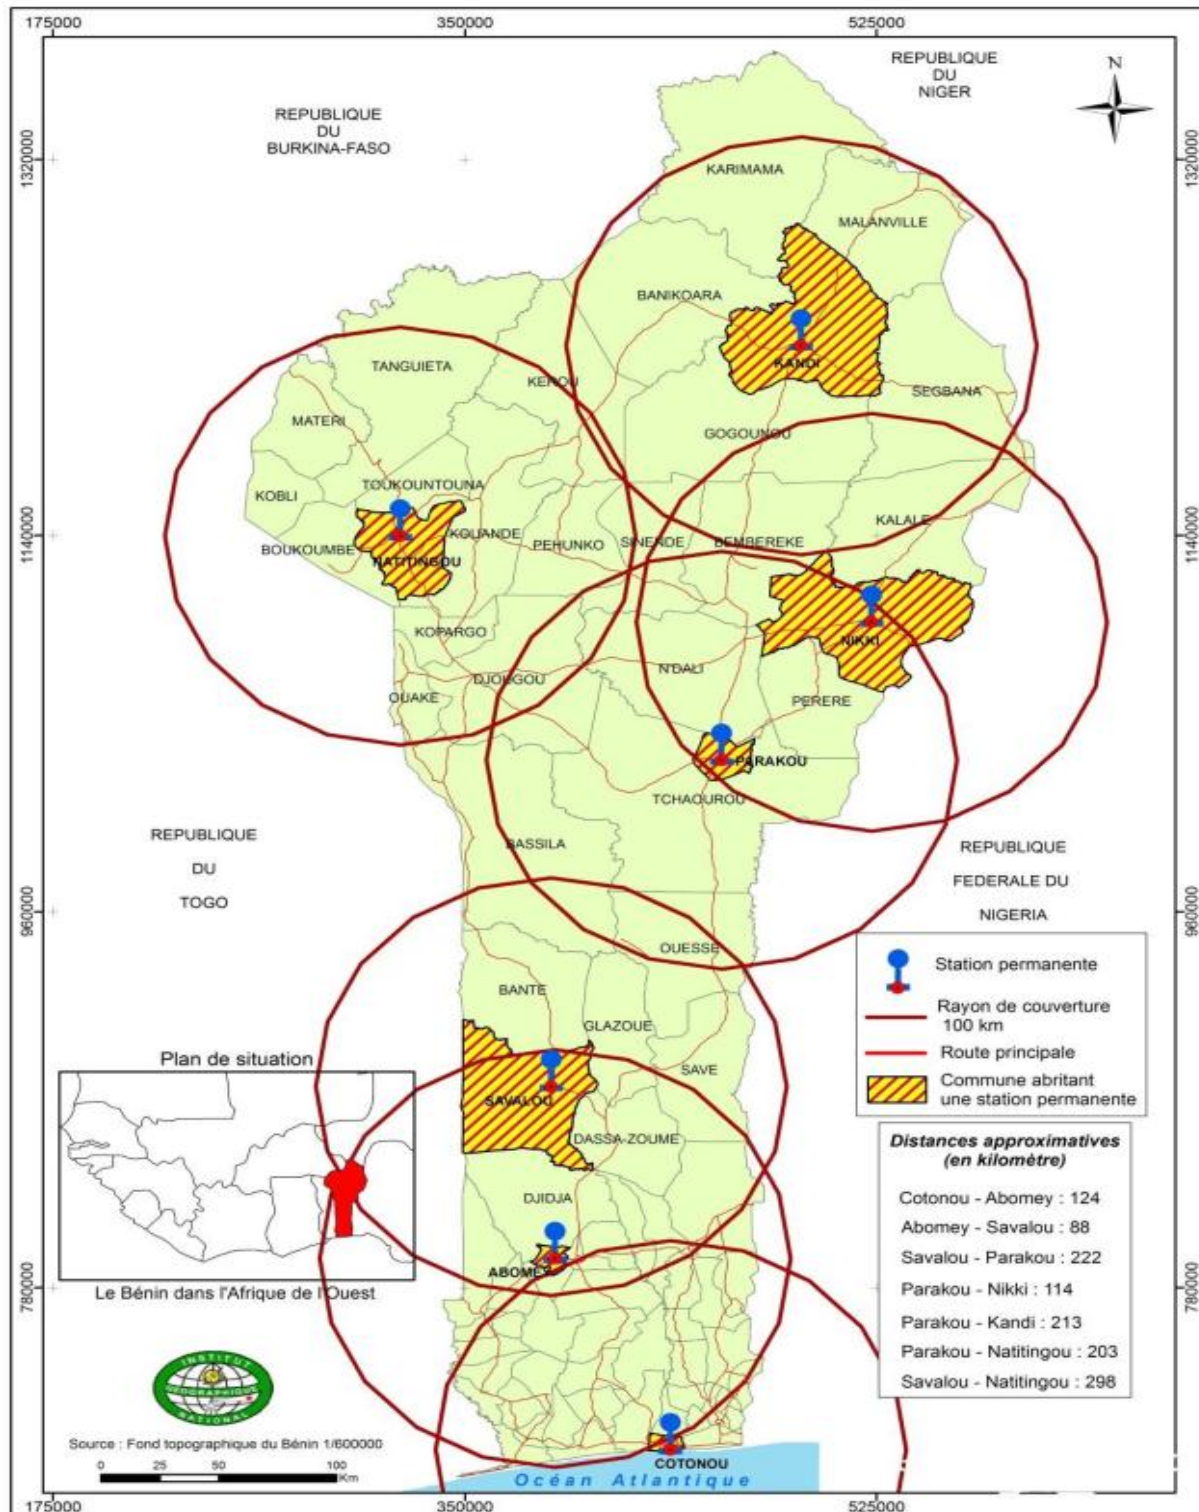 175000
350000
525000
REPUBLIQUE
DU
NIGER
N
REPUBLIQUE
DU
BURKINA-FASO
1320000
1320000
KARIMAMA
MALANVILLE
BANIKOARA
KANDI
TANGUIETA
KEROU
SEGBANA
MATERI
GOGOUNOU
KOBLI
TOUKOUNTOUNA
KALALE
1140000
1140000
BOUKOUMBE
NATITINGOU
KOUANDE
PEHUNKO
SINENDE
BEMBEREKE
KOPARGO
NIKKI
DJOUGOU
N'DALI
OUAKE
PERERE
PARAKOU
TCHAOUROU
REPUBLIQUE
DU
TOGO
BASSILA
REPUBLIQUE
FEDERALE DU
NIGERIA
960000
960000
OUESSE
BANTE
GLAZOUE
SAVE
SAVALOU
DASSA-ZOUME
DJIDJA
ABOMEY
780000
780000
COTONOU
Océan Atlantique
Station permanente
Rayon de couverture
100 km
Route principale
Commune abritant
une station permanente
Distances approximatives
(en kilomètre)
Cotonou - Abomey : 124
Abomey - Savalou : 88
Savalou - Parakou : 222
Parakou - Nikki : 114
Parakou - Kandi : 213
Parakou - Natitingou : 203
Savalou - Natitingou : 298
Plan de situation
Le Bénin dans l'Afrique de l'Ouest
INSTITUT
GEOGRAPHIQUE
NATIONAL
Source : Fond topographique du Bénin 1/600000
0 25 50 100
Km
175000
350000
525000